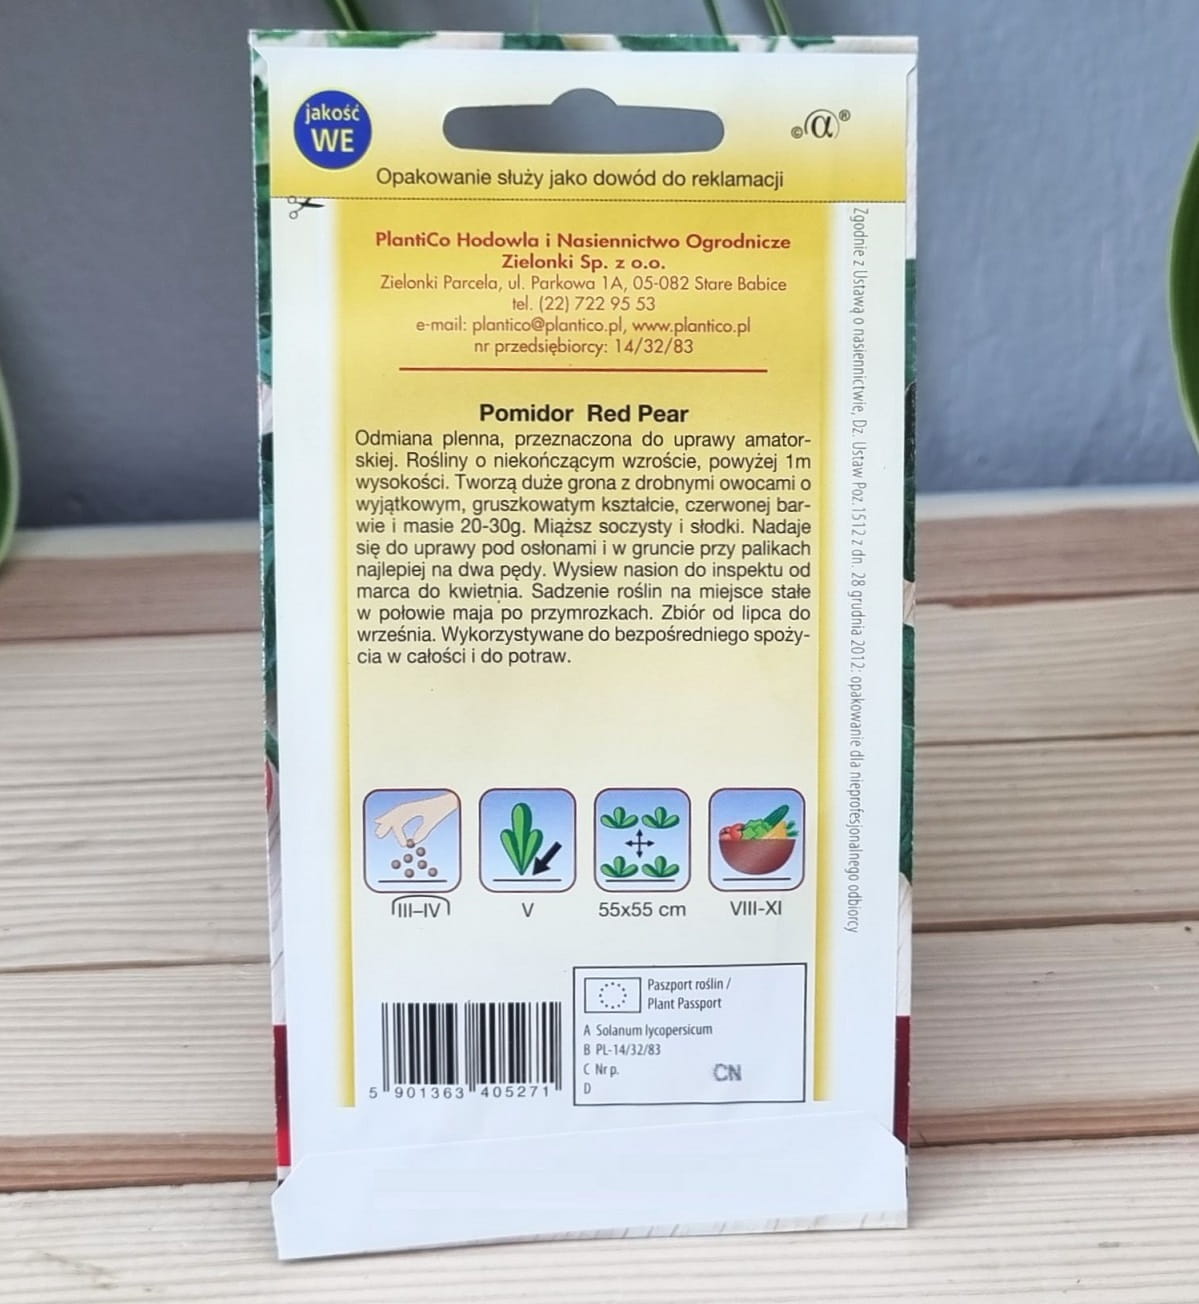 jakość
WE
©α®
Opakowanie służy jako dowód do reklamacji
PlantiCo Hodowla i Nasiennictwo Ogrodnicze
Zielonki Sp. z o.o.
Zielonki Parcela, ul. Parkowa 1A, 05-082 Stare Babice
tel. (22) 722 95 53
e-mail: plantico@plantico.pl, www.plantico.pl
nr przedsiębiorcy: 14/32/83
Pomidor Red Pear
Odmiana plenna, przeznaczona do uprawy amator-
skiej. Rośliny o niekończącym wzroście, powyżej 1m
wysokości. Tworzą duże grona z drobnymi owocami o
wyjątkowym, gruszkowatym kształcie, czerwonej bar-
wie i masie 20-30g. Miąższ soczysty i słodki. Nadaje
się do uprawy pod osłonami i w gruncie przy palikach
najlepiej na dwa pędy. Wysiew nasion do inspektu od
marca do kwietnia. Sadzenie roślin na miejsce stałe
w połowie maja po przymrozkach. Zbiór od lipca do
września. Wykorzystywane do bezpośredniego spoży-
cia w całości i do potraw.
III–IV
V
55x55 cm
VIII-XI
Paszport roślin /
Plant Passport
A Solanum lycopersicum
B PL-14/32/83
C Nr p.
CN
D
5 901363 405271
Zgodnie z Ustawą o nasiennictwie, Dz. Ustaw Poz.1512 z dn. 28 grudnia 2012; opakowanie dla nieprofesjonalnego odbiorcy